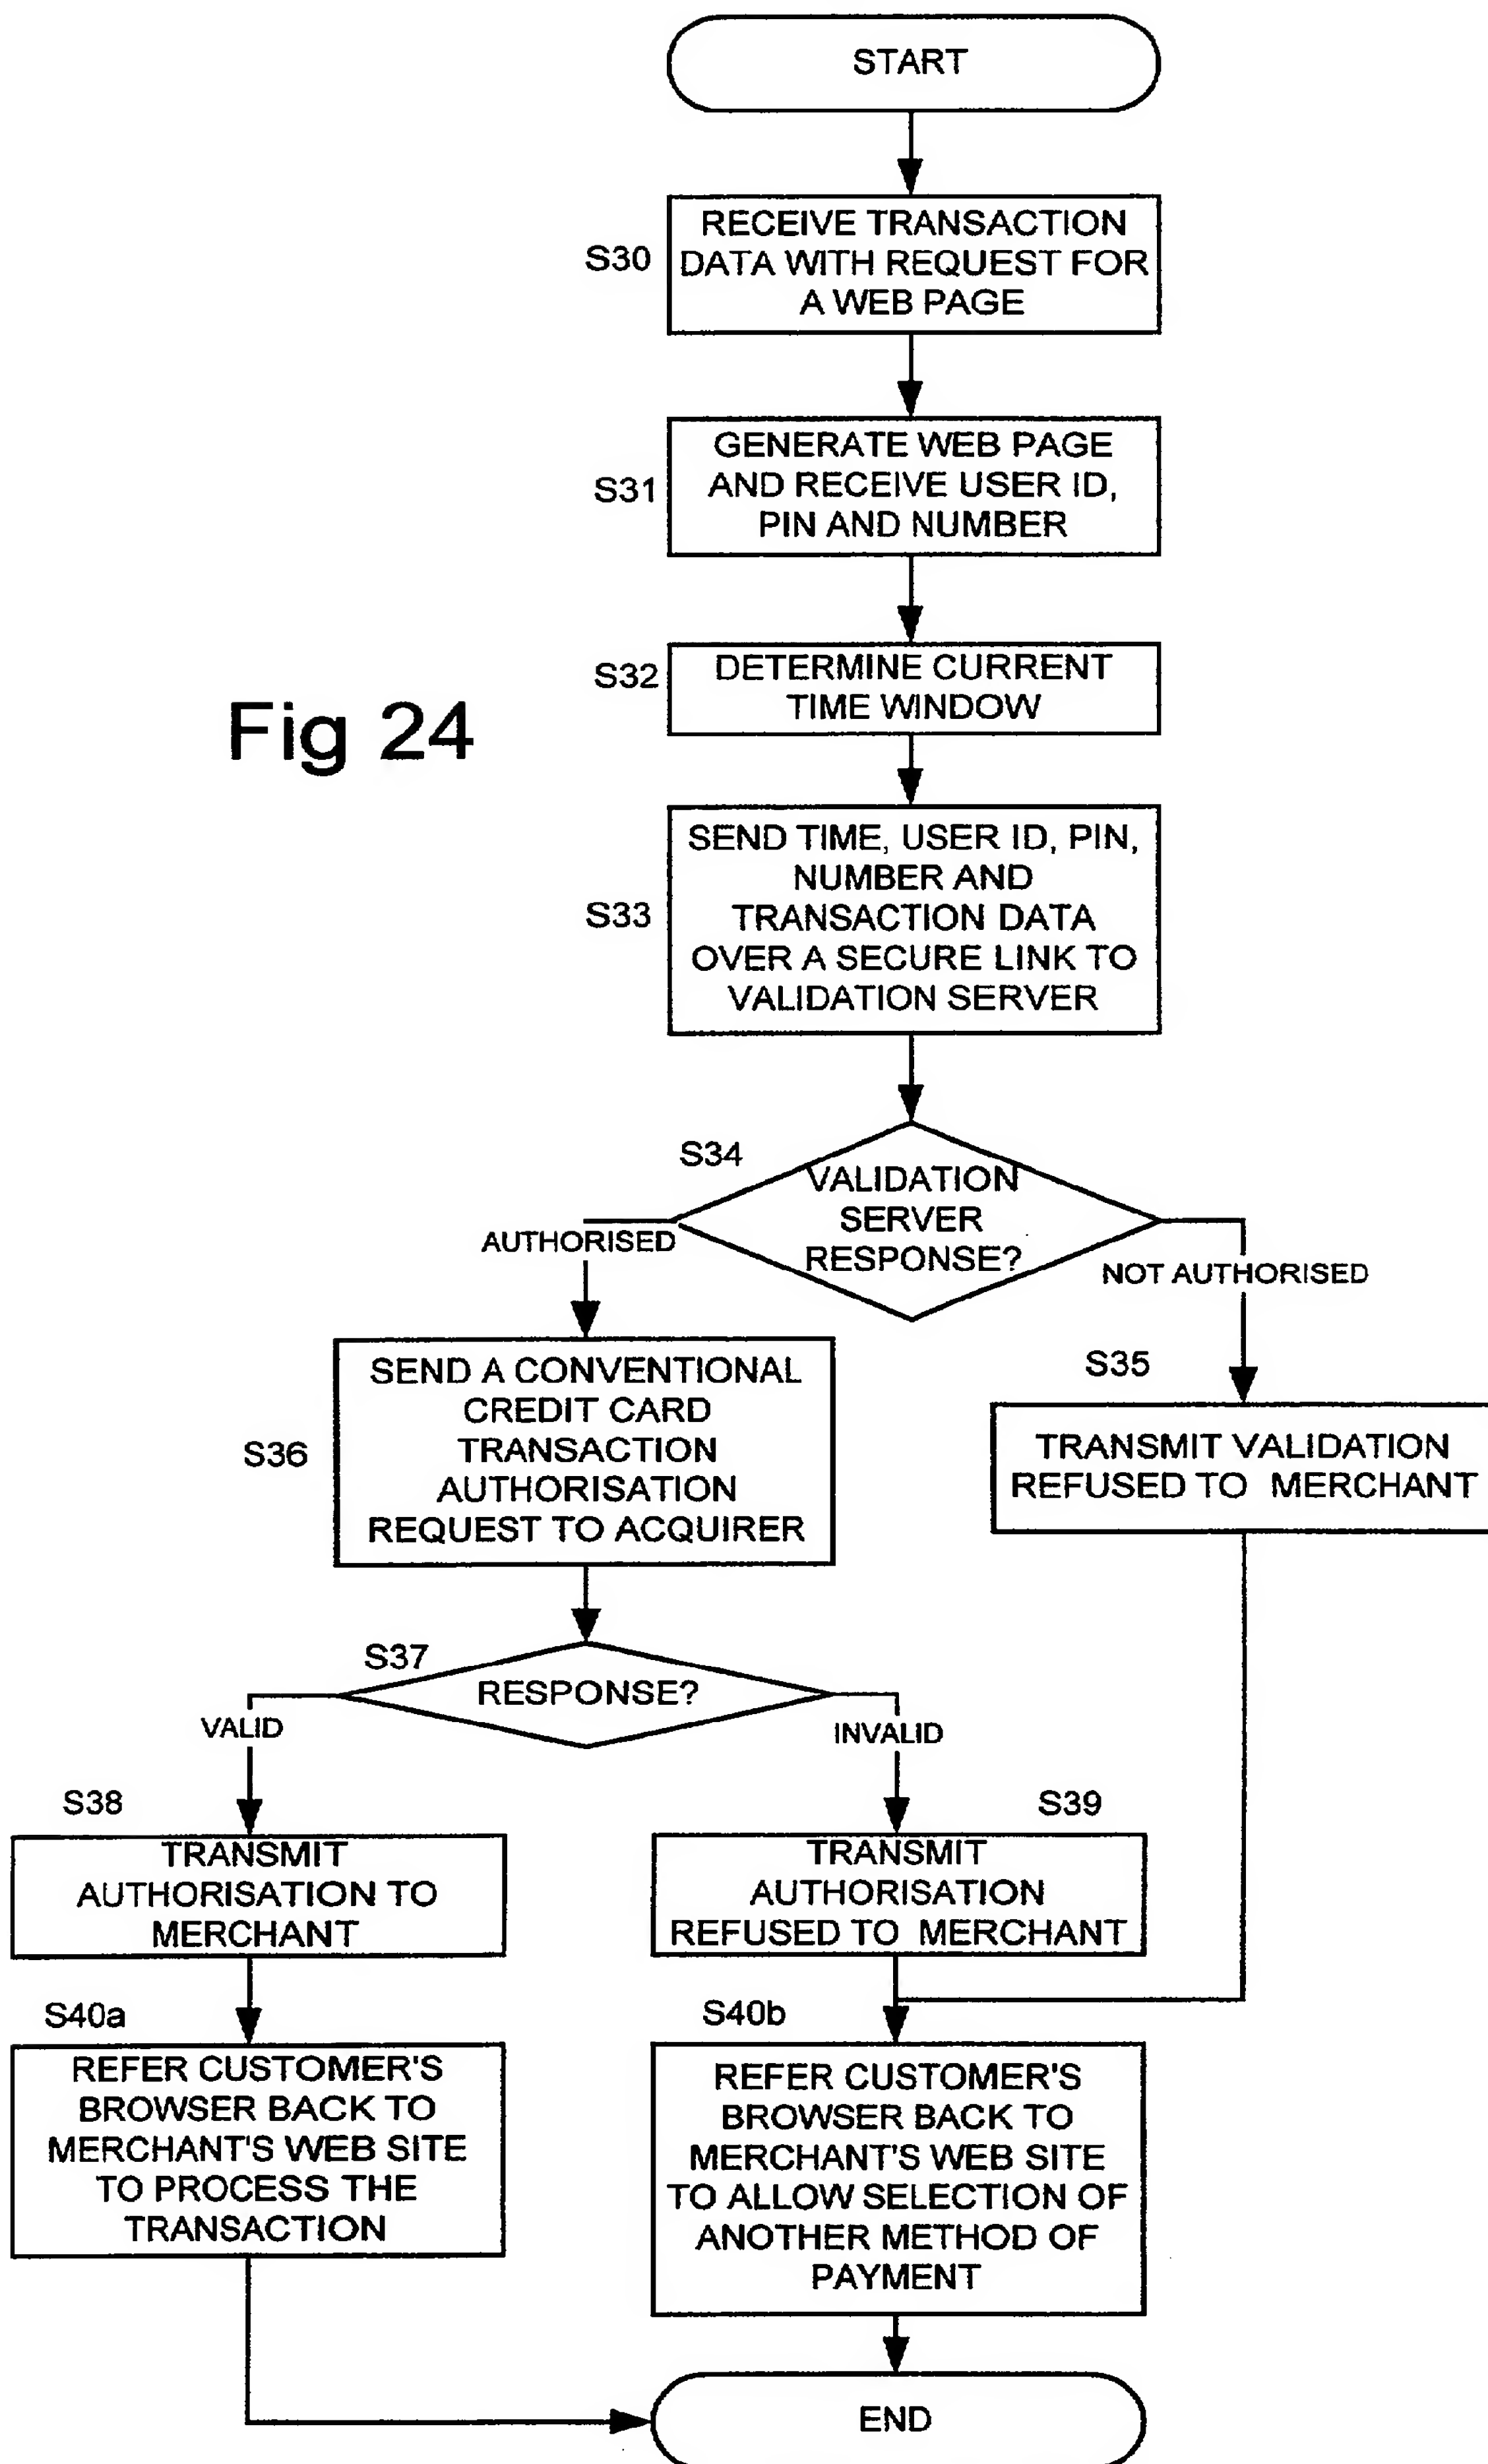 START
S30
RECEIVE TRANSACTION
DATA WITH REQUEST FOR
A WEB PAGE
S31
GENERATE WEB PAGE
AND RECEIVE USER ID,
PIN AND NUMBER
S32
DETERMINE CURRENT
TIME WINDOW
Fig 24
S33
SEND TIME, USER ID, PIN,
NUMBER AND
TRANSACTION DATA
OVER A SECURE LINK TO
VALIDATION SERVER
S34
VALIDATION
SERVER
RESPONSE?
AUTHORISED
NOT AUTHORISED
S36
SEND A CONVENTIONAL
CREDIT CARD
TRANSACTION
AUTHORISATION
REQUEST TO ACQUIRER
S35
TRANSMIT VALIDATION
REFUSED TO MERCHANT
S37
RESPONSE?
VALID
INVALID
S38
TRANSMIT
AUTHORISATION TO
MERCHANT
S39
TRANSMIT
AUTHORISATION
REFUSED TO MERCHANT
S40a
REFER CUSTOMER'S
BROWSER BACK TO
MERCHANT'S WEB SITE
TO PROCESS THE
TRANSACTION
S40b
REFER CUSTOMER'S
BROWSER BACK TO
MERCHANT'S WEB SITE
TO ALLOW SELECTION OF
ANOTHER METHOD OF
PAYMENT
END